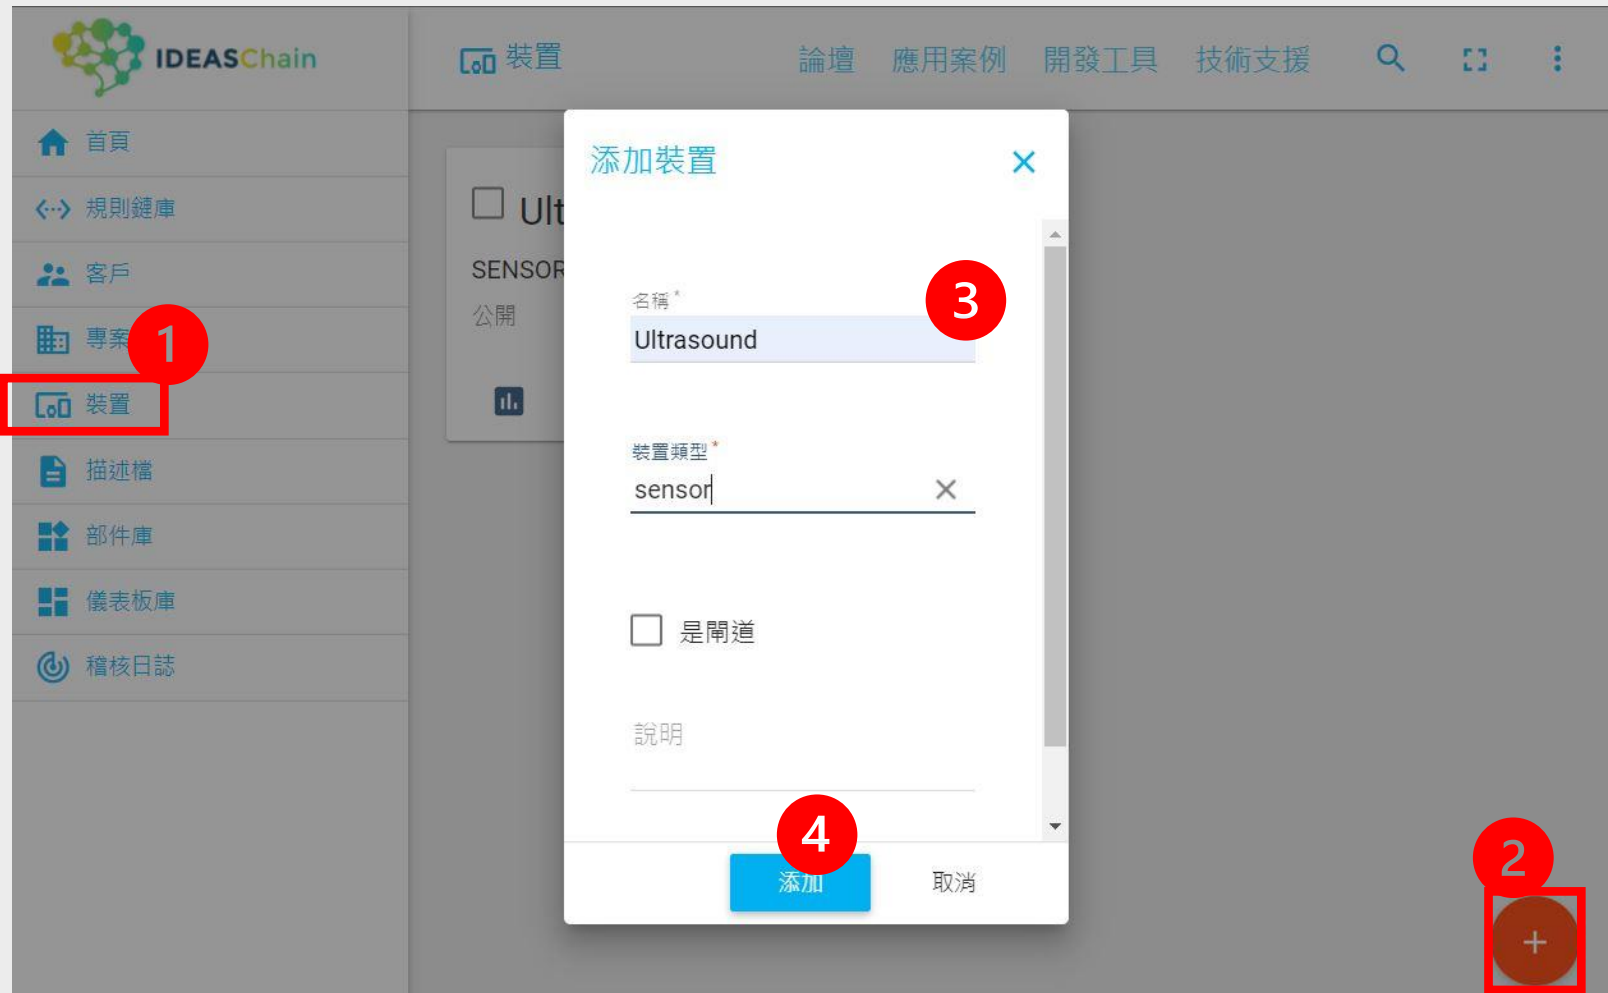 IDEASChain
裝置
論壇 應用案例 開發工具 技術支援
首頁
規則鏈庫
客戶
專案
1
裝置
描述檔
部件庫
儀表板庫
稽核日誌
Ult
SENSOR
公開
添加裝置
3
名稱*
Ultrasound
裝置類型*
sensor
是閘道
說明
4
添加 取消
2